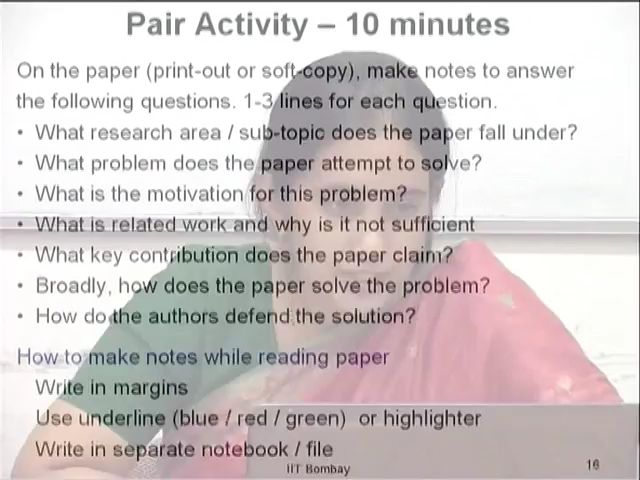 Pair Activity – 10 minutes
On the paper (print-out or soft-copy), make notes to answer
the following questions. 1-3 lines for each question.
• What research area / sub-topic does the paper fall under?
• What problem does the paper attempt to solve?
• What is the motivation for this problem?
• What is related work and why is it not sufficient
• What key contribution does the paper claim?
• Broadly, how does the paper solve the problem?
• How do the authors defend the solution?
How to make notes while reading paper
Write in margins
Use underline (blue / red / green) or highlighter
Write in separate notebook / file
IIT Bombay
16